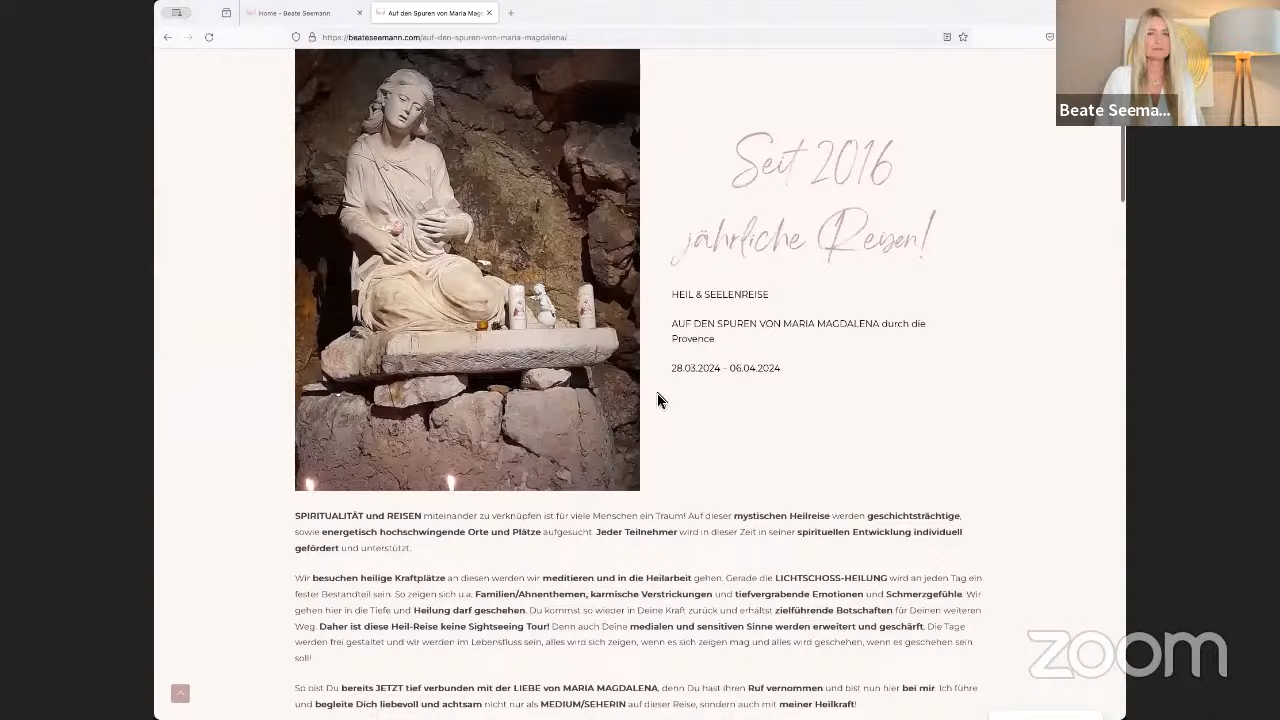 Home - Beate Seemann
Auf den Spuren von Maria Mag
https://beateseemann.com/auf-den-spuren-von-maria-magdalena/
Beate Seema...
Seit 2016
jährliche Reisen!
HEIL & SEELENREISE
AUF DEN SPUREN VON MARIA MAGDALENA durch die
Provence
28.03.2024 - 06.04.2024
SPIRITUALITÄT und REISEN miteinander zu verknüpfen ist für viele Menschen ein Traum! Auf dieser mystischen Heilreise werden geschichtsträchtige,
sowie energetisch hochschwingende Orte und Plätze aufgesucht. Jeder Teilnehmer wird in dieser Zeit in seiner spirituellen Entwicklung individuell
gefördert und unterstützt.
Wir besuchen heilige Kraftplätze an diesen werden wir meditieren und in die Heilarbeit gehen. Gerade die LICHTSCHOSS-HEILUNG wird an jeden Tag ein
fester Bestandteil sein. So zeigen sich u.a. Familien/Ahnenthemen, karmische Verstrickungen und tiefvergrabende Emotionen und Schmerzgefühle. Wir
gehen hier in die Tiefe und Heilung darf geschehen. Du kommst so wieder in Deine Kraft zurück und erhältst zielführende Botschaften für Deinen weiteren
Weg. Daher ist diese Heil-Reise keine Sightseeing Tour! Denn auch Deine medialen und sensitiven Sinne werden erweitert und geschärft. Die Tage
werden frei gestaltet und wir werden im Lebensfluss sein, alles wird sich zeigen, wenn es sich zeigen mag und alles wird geschehen, wenn es geschehen sein
soll!
So bist Du bereits JETZT tief verbunden mit der LIEBE von MARIA MAGDALENA, denn Du hast ihren Ruf vernommen und bist nun hier bei mir. Ich führe
und begleite Dich liebevoll und achtsam nicht nur als MEDIUM/SEHERIN auf dieser Reise, sondern auch mit meiner Heilkraft!
zoom